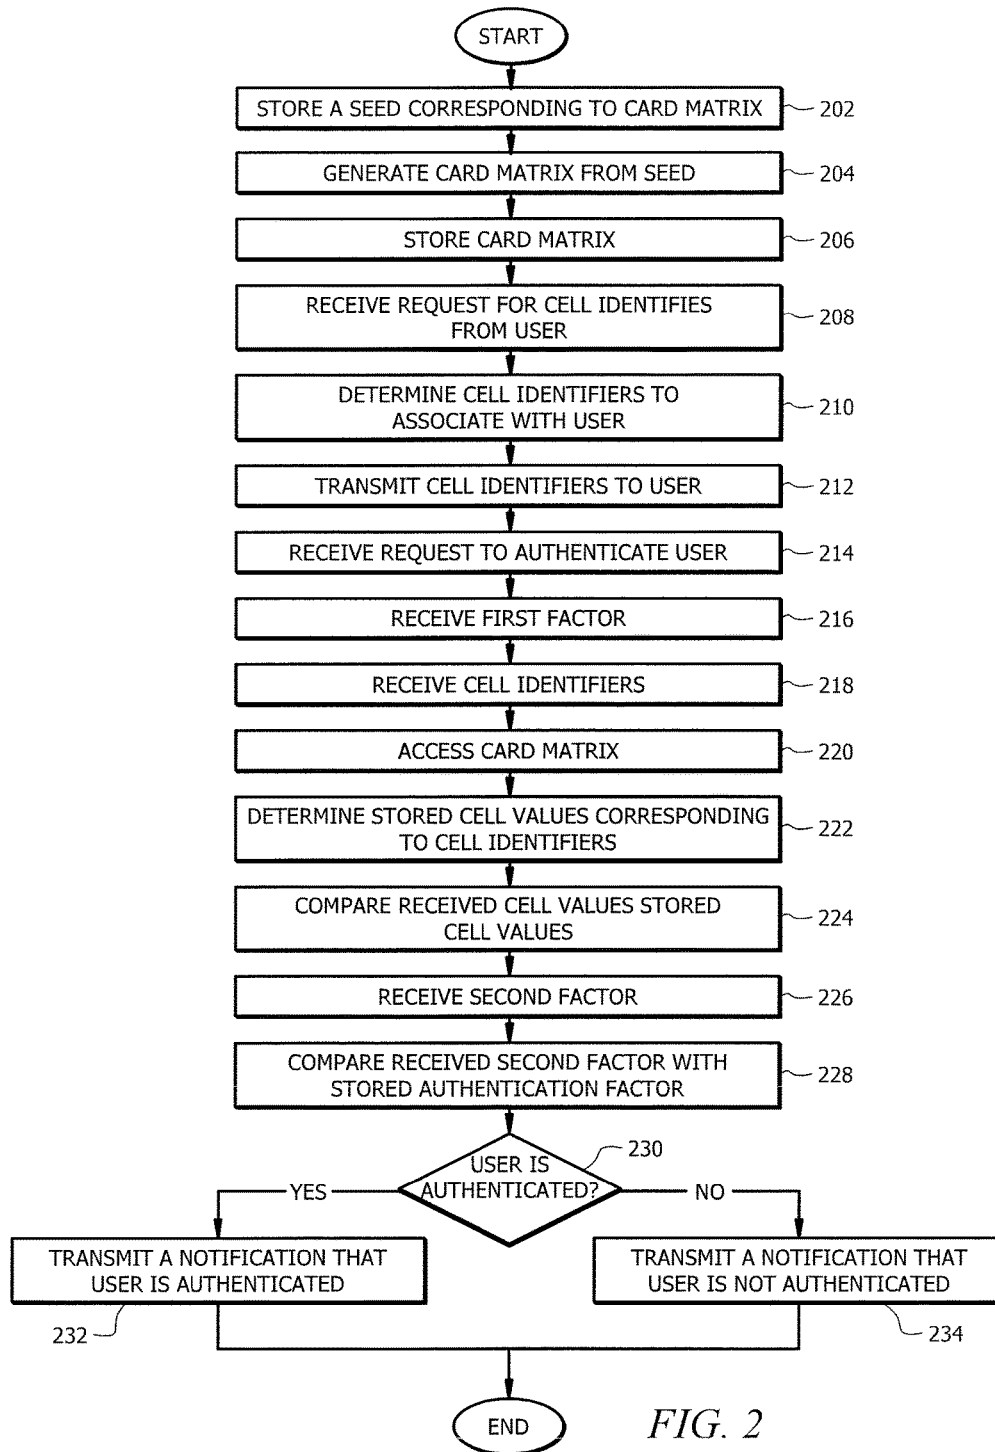 START
STORE A SEED CORRESPONDING TO CARD MATRIX
202
GENERATE CARD MATRIX FROM SEED
204
STORE CARD MATRIX
206
RECEIVE REQUEST FOR CELL IDENTIFIES
FROM USER
208
DETERMINE CELL IDENTIFIERS TO
ASSOCIATE WITH USER
210
TRANSMIT CELL IDENTIFIERS TO USER
212
RECEIVE REQUEST TO AUTHENTICATE USER
214
RECEIVE FIRST FACTOR
216
RECEIVE CELL IDENTIFIERS
218
ACCESS CARD MATRIX
220
DETERMINE STORED CELL VALUES CORRESPONDING
TO CELL IDENTIFIERS
222
COMPARE RECEIVED CELL VALUES STORED
CELL VALUES
224
RECEIVE SECOND FACTOR
226
COMPARE RECEIVED SECOND FACTOR WITH
STORED AUTHENTICATION FACTOR
228
USER IS
AUTHENTICATED?
230
YES
NO
TRANSMIT A NOTIFICATION THAT
USER IS AUTHENTICATED
232
TRANSMIT A NOTIFICATION THAT
USER IS NOT AUTHENTICATED
234
END
FIG. 2